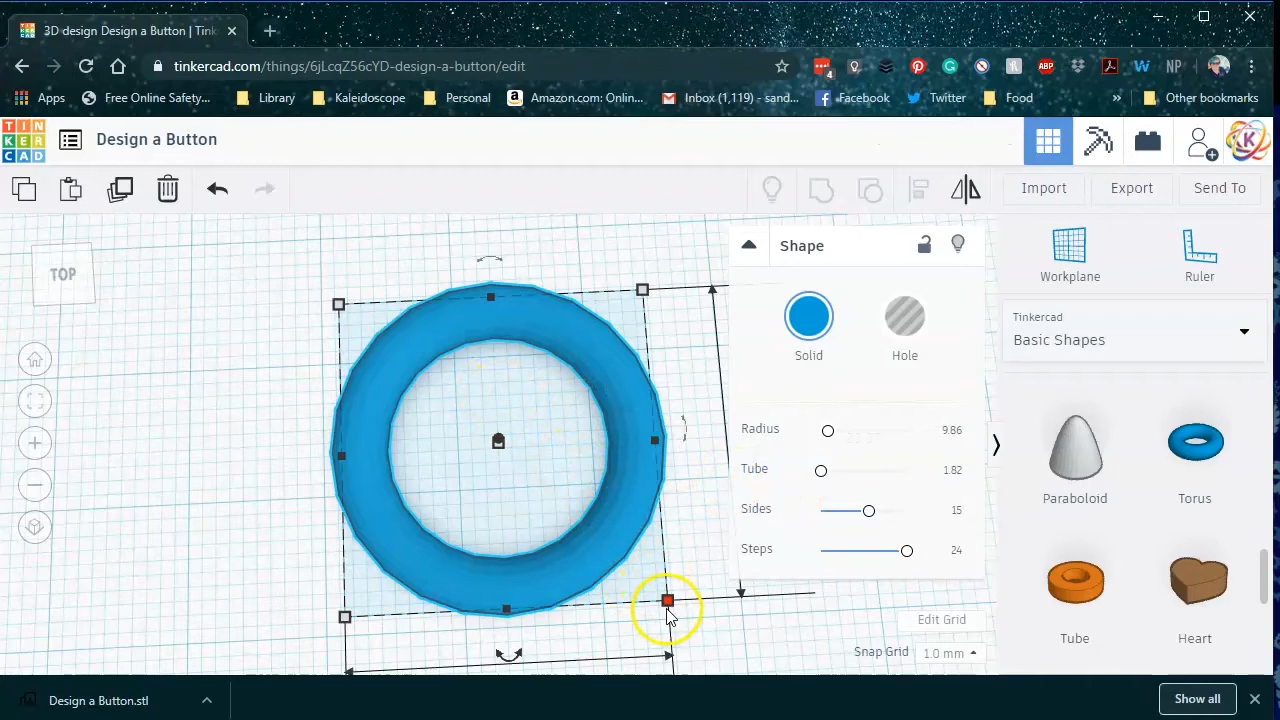 3D design Design a Button | Tink
tinkercad.com/things/6jLcqZ56cYD-design-a-button/edit
4
ABP
W
NP
Apps
Free Online Safety...
Library
Kaleidoscope
Personal
Amazon.com: Onlin...
Inbox (1,119) - sand...
Facebook
Twitter
Food
»
Other bookmarks
TIN
KER
CAD
Design a Button
K
Import
Export
Send To
TOP
Shape
Solid
Hole
Radius 9.86
Tube 1.82
Sides 15
Steps 24
Workplane
Ruler
Tinkercad
Basic Shapes
Paraboloid
Torus
Tube
Heart
Edit Grid
Snap Grid 1.0 mm
Design a Button.stl
Show all